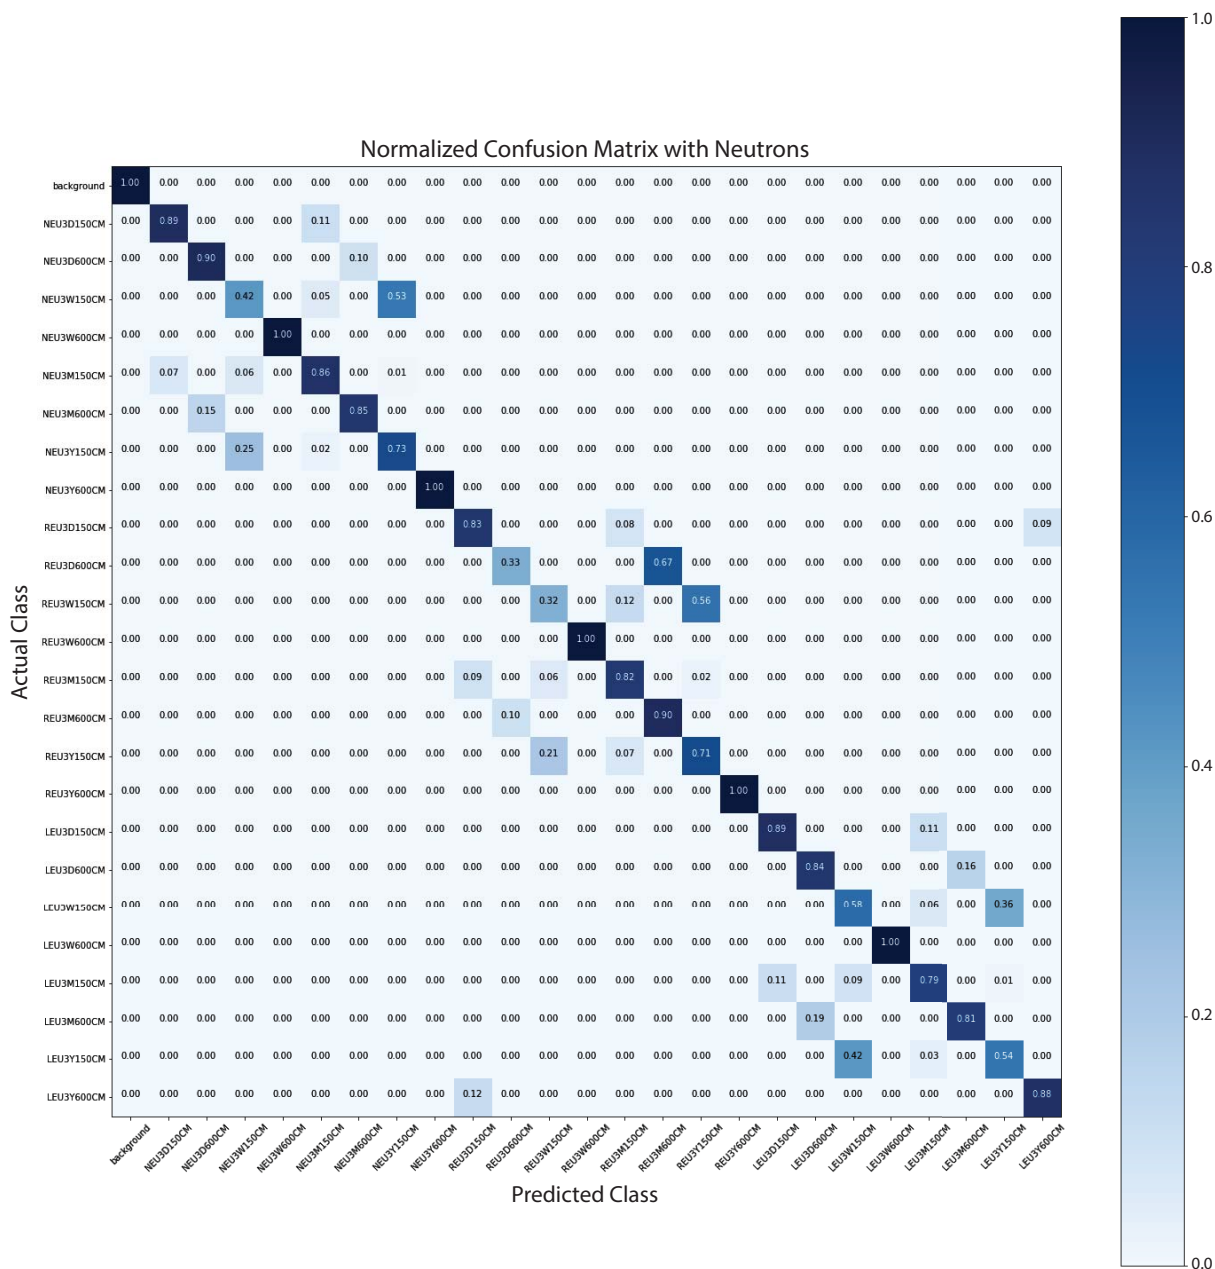 Normalized Confusion Matrix with Neutrons
1.0
background 1.00 0.00 0.00 0.00 0.00 0.00 0.00 0.00 0.00 0.00 0.00 0.00 0.00 0.00 0.00 0.00 0.00 0.00 0.00 0.00 0.00 0.00 0.00 0.00 0.00
NEU3D150CM 0.00 0.89 0.00 0.00 0.00 0.11 0.00 0.00 0.00 0.00 0.00 0.00 0.00 0.00 0.00 0.00 0.00 0.00 0.00 0.00 0.00 0.00 0.00 0.00 0.00
NEU3D600CM 0.00 0.00 0.90 0.00 0.00 0.00 0.10 0.00 0.00 0.00 0.00 0.00 0.00 0.00 0.00 0.00 0.00 0.00 0.00 0.00 0.00 0.00 0.00 0.00 0.00
0.8
NEU3W150CM 0.00 0.00 0.00 0.42 0.00 0.05 0.00 0.53 0.00 0.00 0.00 0.00 0.00 0.00 0.00 0.00 0.00 0.00 0.00 0.00 0.00 0.00 0.00 0.00 0.00
NEU3W600CM 0.00 0.00 0.00 0.00 1.00 0.00 0.00 0.00 0.00 0.00 0.00 0.00 0.00 0.00 0.00 0.00 0.00 0.00 0.00 0.00 0.00 0.00 0.00 0.00 0.00
NEU3M150CM 0.00 0.07 0.00 0.06 0.00 0.86 0.00 0.01 0.00 0.00 0.00 0.00 0.00 0.00 0.00 0.00 0.00 0.00 0.00 0.00 0.00 0.00 0.00 0.00 0.00
NEU3M600CM 0.00 0.00 0.15 0.00 0.00 0.00 0.85 0.00 0.00 0.00 0.00 0.00 0.00 0.00 0.00 0.00 0.00 0.00 0.00 0.00 0.00 0.00 0.00 0.00 0.00
NEU3Y150CM 0.00 0.00 0.00 0.25 0.00 0.02 0.00 0.73 0.00 0.00 0.00 0.00 0.00 0.00 0.00 0.00 0.00 0.00 0.00 0.00 0.00 0.00 0.00 0.00 0.00
NEU3Y600CM 0.00 0.00 0.00 0.00 0.00 0.00 0.00 0.00 1.00 0.00 0.00 0.00 0.00 0.00 0.00 0.00 0.00 0.00 0.00 0.00 0.00 0.00 0.00 0.00 0.00
0.6
REU3D150CM 0.00 0.00 0.00 0.00 0.00 0.00 0.00 0.00 0.00 0.83 0.00 0.00 0.00 0.08 0.00 0.00 0.00 0.00 0.00 0.00 0.00 0.00 0.00 0.00 0.09
REU3D600CM 0.00 0.00 0.00 0.00 0.00 0.00 0.00 0.00 0.00 0.00 0.33 0.00 0.00 0.00 0.67 0.00 0.00 0.00 0.00 0.00 0.00 0.00 0.00 0.00 0.00
REU3W150CM 0.00 0.00 0.00 0.00 0.00 0.00 0.00 0.00 0.00 0.00 0.00 0.32 0.00 0.12 0.00 0.56 0.00 0.00 0.00 0.00 0.00 0.00 0.00 0.00 0.00
REU3W600CM 0.00 0.00 0.00 0.00 0.00 0.00 0.00 0.00 0.00 0.00 0.00 0.00 1.00 0.00 0.00 0.00 0.00 0.00 0.00 0.00 0.00 0.00 0.00 0.00 0.00
Actual Class
REU3M150CM 0.00 0.00 0.00 0.00 0.00 0.00 0.00 0.00 0.00 0.09 0.00 0.06 0.00 0.82 0.00 0.02 0.00 0.00 0.00 0.00 0.00 0.00 0.00 0.00 0.00
REU3M600CM 0.00 0.00 0.00 0.00 0.00 0.00 0.00 0.00 0.00 0.00 0.10 0.00 0.00 0.00 0.90 0.00 0.00 0.00 0.00 0.00 0.00 0.00 0.00 0.00 0.00
REU3Y150CM 0.00 0.00 0.00 0.00 0.00 0.00 0.00 0.00 0.00 0.00 0.00 0.21 0.00 0.07 0.00 0.71 0.00 0.00 0.00 0.00 0.00 0.00 0.00 0.00 0.00
0.4
REU3Y600CM 0.00 0.00 0.00 0.00 0.00 0.00 0.00 0.00 0.00 0.00 0.00 0.00 0.00 0.00 0.00 0.00 1.00 0.00 0.00 0.00 0.00 0.00 0.00 0.00 0.00
LEU3D150CM 0.00 0.00 0.00 0.00 0.00 0.00 0.00 0.00 0.00 0.00 0.00 0.00 0.00 0.00 0.00 0.00 0.00 0.89 0.00 0.00 0.00 0.11 0.00 0.00 0.00
LEU3D600CM 0.00 0.00 0.00 0.00 0.00 0.00 0.00 0.00 0.00 0.00 0.00 0.00 0.00 0.00 0.00 0.00 0.00 0.00 0.84 0.00 0.00 0.00 0.16 0.00 0.00
LEU3W150CM 0.00 0.00 0.00 0.00 0.00 0.00 0.00 0.00 0.00 0.00 0.00 0.00 0.00 0.00 0.00 0.00 0.00 0.00 0.00 0.58 0.00 0.06 0.00 0.36 0.00
LEU3W600CM 0.00 0.00 0.00 0.00 0.00 0.00 0.00 0.00 0.00 0.00 0.00 0.00 0.00 0.00 0.00 0.00 0.00 0.00 0.00 0.00 1.00 0.00 0.00 0.00 0.00
LEU3M150CM 0.00 0.00 0.00 0.00 0.00 0.00 0.00 0.00 0.00 0.00 0.00 0.00 0.00 0.00 0.00 0.00 0.00 0.11 0.00 0.09 0.00 0.79 0.00 0.01 0.00
0.2
LEU3M600CM 0.00 0.00 0.00 0.00 0.00 0.00 0.00 0.00 0.00 0.00 0.00 0.00 0.00 0.00 0.00 0.00 0.00 0.00 0.19 0.00 0.00 0.00 0.81 0.00 0.00
LEU3Y150CM 0.00 0.00 0.00 0.00 0.00 0.00 0.00 0.00 0.00 0.00 0.00 0.00 0.00 0.00 0.00 0.00 0.00 0.00 0.00 0.42 0.00 0.03 0.00 0.54 0.00
LEU3Y600CM 0.00 0.00 0.00 0.00 0.00 0.00 0.00 0.00 0.00 0.12 0.00 0.00 0.00 0.00 0.00 0.00 0.00 0.00 0.00 0.00 0.00 0.00 0.00 0.00 0.88
background NEU3D150CM NEU3D600CM NEU3W150CM NEU3W600CM NEU3M150CM NEU3M600CM NEU3Y150CM NEU3Y600CM REU3D150CM REU3D600CM REU3W150CM REU3W600CM REU3M150CM REU3M600CM REU3Y150CM REU3Y600CM LEU3D150CM LEU3D600CM LEU3W150CM LEU3W600CM LEU3M150CM LEU3M600CM LEU3Y150CM LEU3Y600CM
Predicted Class
0.0